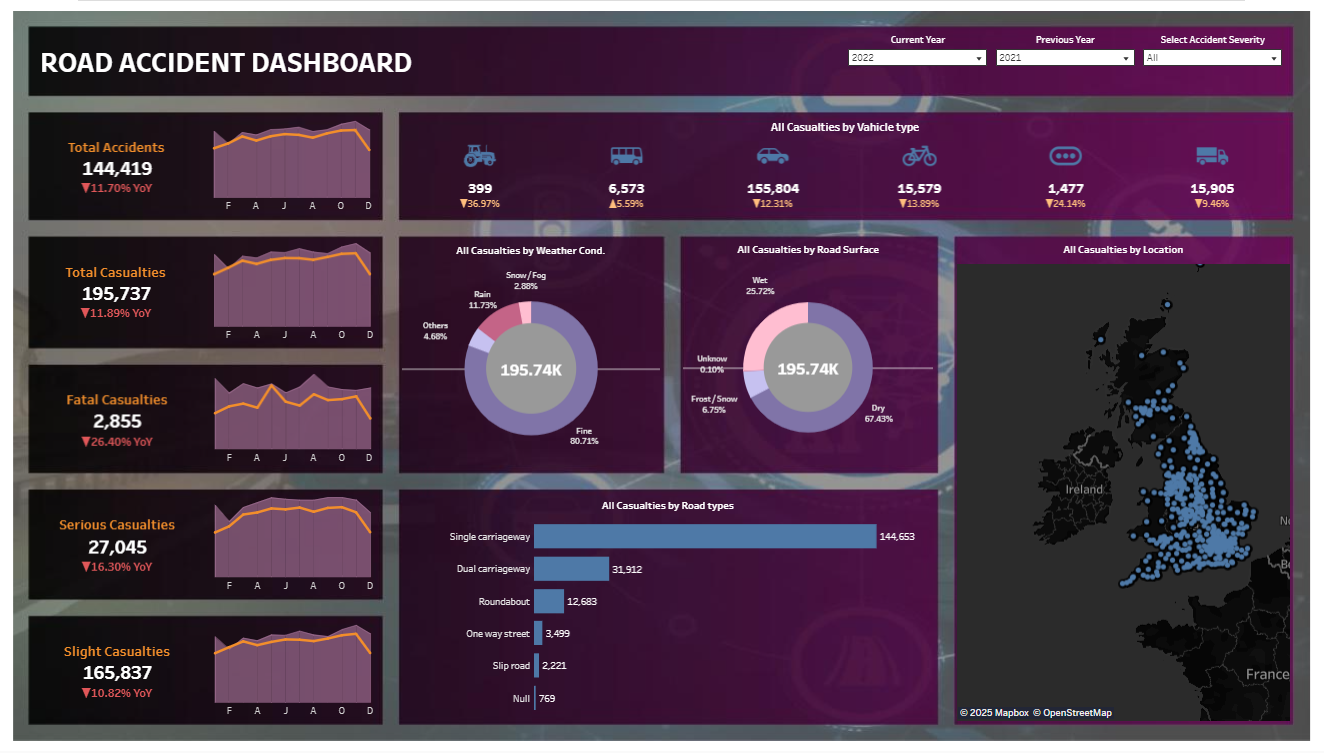 ROAD ACCIDENT DASHBOARD
Current Year
Previous Year
Select Accident Severity
2022
2021
All
Total Accidents
144,419
▼11.70% YoY
F A J A O D
Total Casualties
195,737
▼11.89% YoY
F A J A O D
Fatal Casualties
2,855
▼26.40% YoY
F A J A O D
Serious Casualties
27,045
▼16.30% YoY
F A J A O D
Slight Casualties
165,837
▼10.82% YoY
F A J A O D
All Casualties by Vehicle type
399
6,573
155,804
15,579
1,477
15,905
▼36.97%
▲5.59%
▼12.31%
▼13.89%
▼24.14%
▼9.46%
All Casualties by Weather Cond.
Snow/Fog
2.88%
Rain
11.73%
Others
4.68%
195.74K
Fine
80.71%
All Casualties by Road Surface
Wet
25.72%
Unknow
0.10%
195.74K
Frost/Snow
6.75%
Dry
67.43%
All Casualties by Road types
Single carriageway 144,653
Dual carriageway 31,912
Roundabout 12,683
One way street 3,499
Slip road 2,221
Null 769
All Casualties by Location
Ireland
Ne
Be
France
© 2025 Mapbox © OpenStreetMap